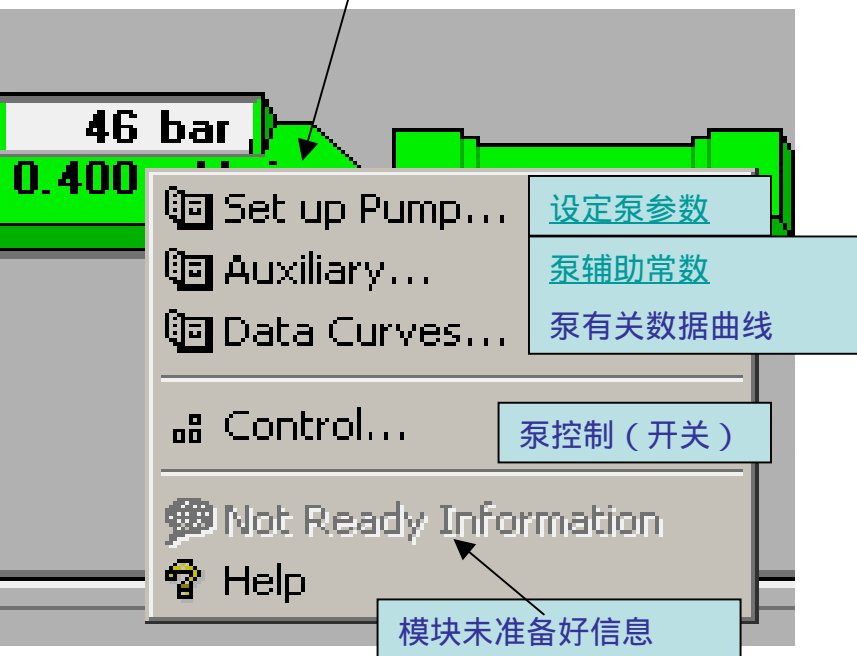 46 bar
0.400
Set up Pump... 设定泵参数
Auxiliary... 泵辅助常数
Data Curves... 泵有关数据曲线
Control... 泵控制（开关）
Not Ready Information
Help
模块未准备好信息